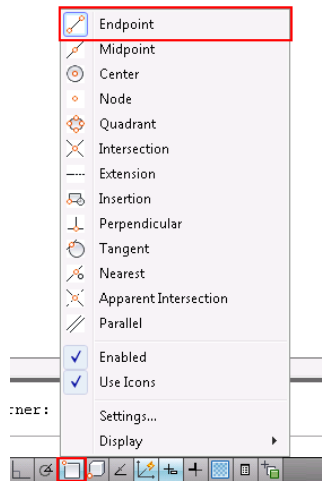 Endpoint
Midpoint
Center
Node
Quadrant
Intersection
Extension
Insertion
Perpendicular
Tangent
Nearest
Apparent Intersection
Parallel
Enabled
Use Icons
rner:
Settings...
Display